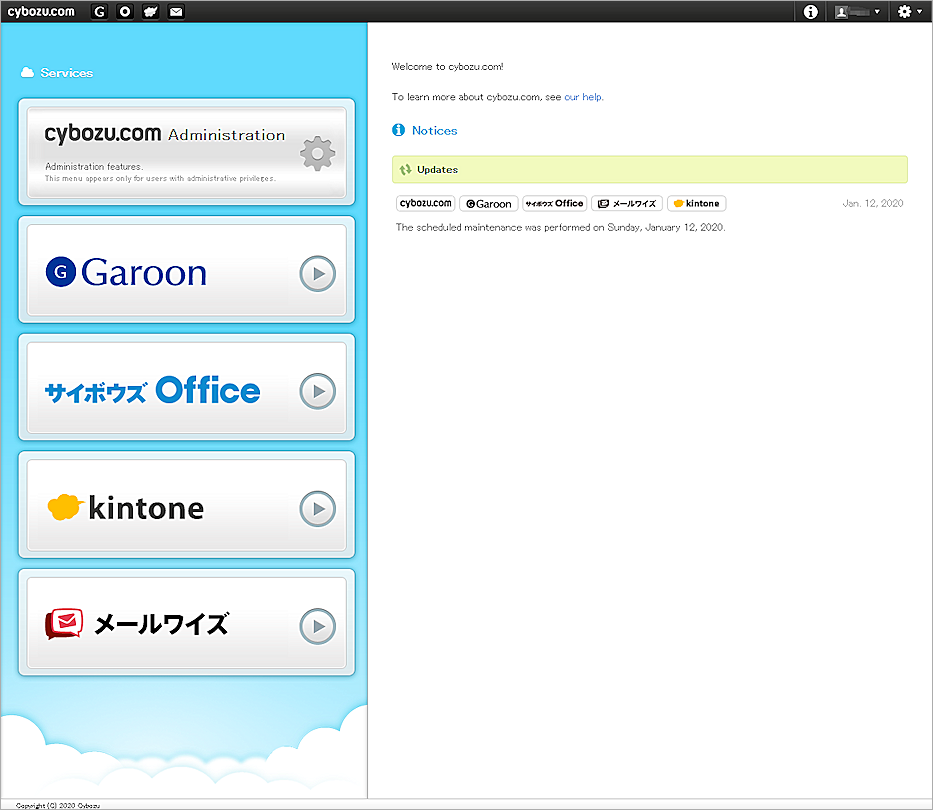 cybozu.com G
Services
cybozu.com Administration
Administration features.
This menu appears only for users with administrative privileges.
G Garoon
サイボウズ Office
kintone
メールワイズ
Welcome to cybozu.com!
To learn more about cybozu.com, see our help.
Notices
Updates
cybozu.com G Garoon サイボウズ Office メールワイズ kintone Jan. 12, 2020
The scheduled maintenance was performed on Sunday, January 12, 2020.
Copyright (C) 2020 Cybozu